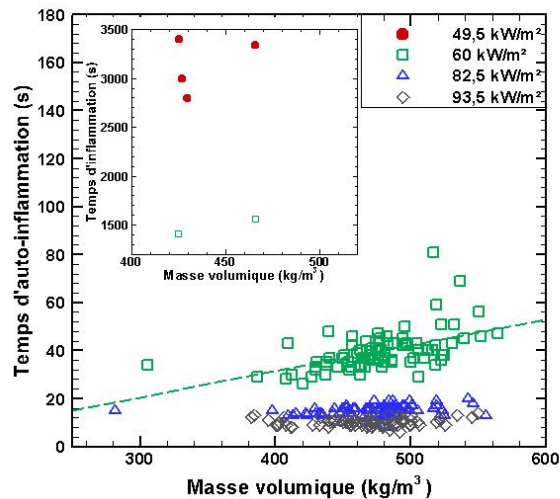 180
160
140
120
100
80
60
40
20
0
Temps d'auto-inflammation (s)
300
400
500
600
Masse volumique (kg/m³)
3500
3000
2500
2000
1500
Temps d'inflammation (s)
400
450
500
Masse volumique (kg/m³)
49,5 kW/m²
60 kW/m²
82,5 kW/m²
93,5 kW/m²